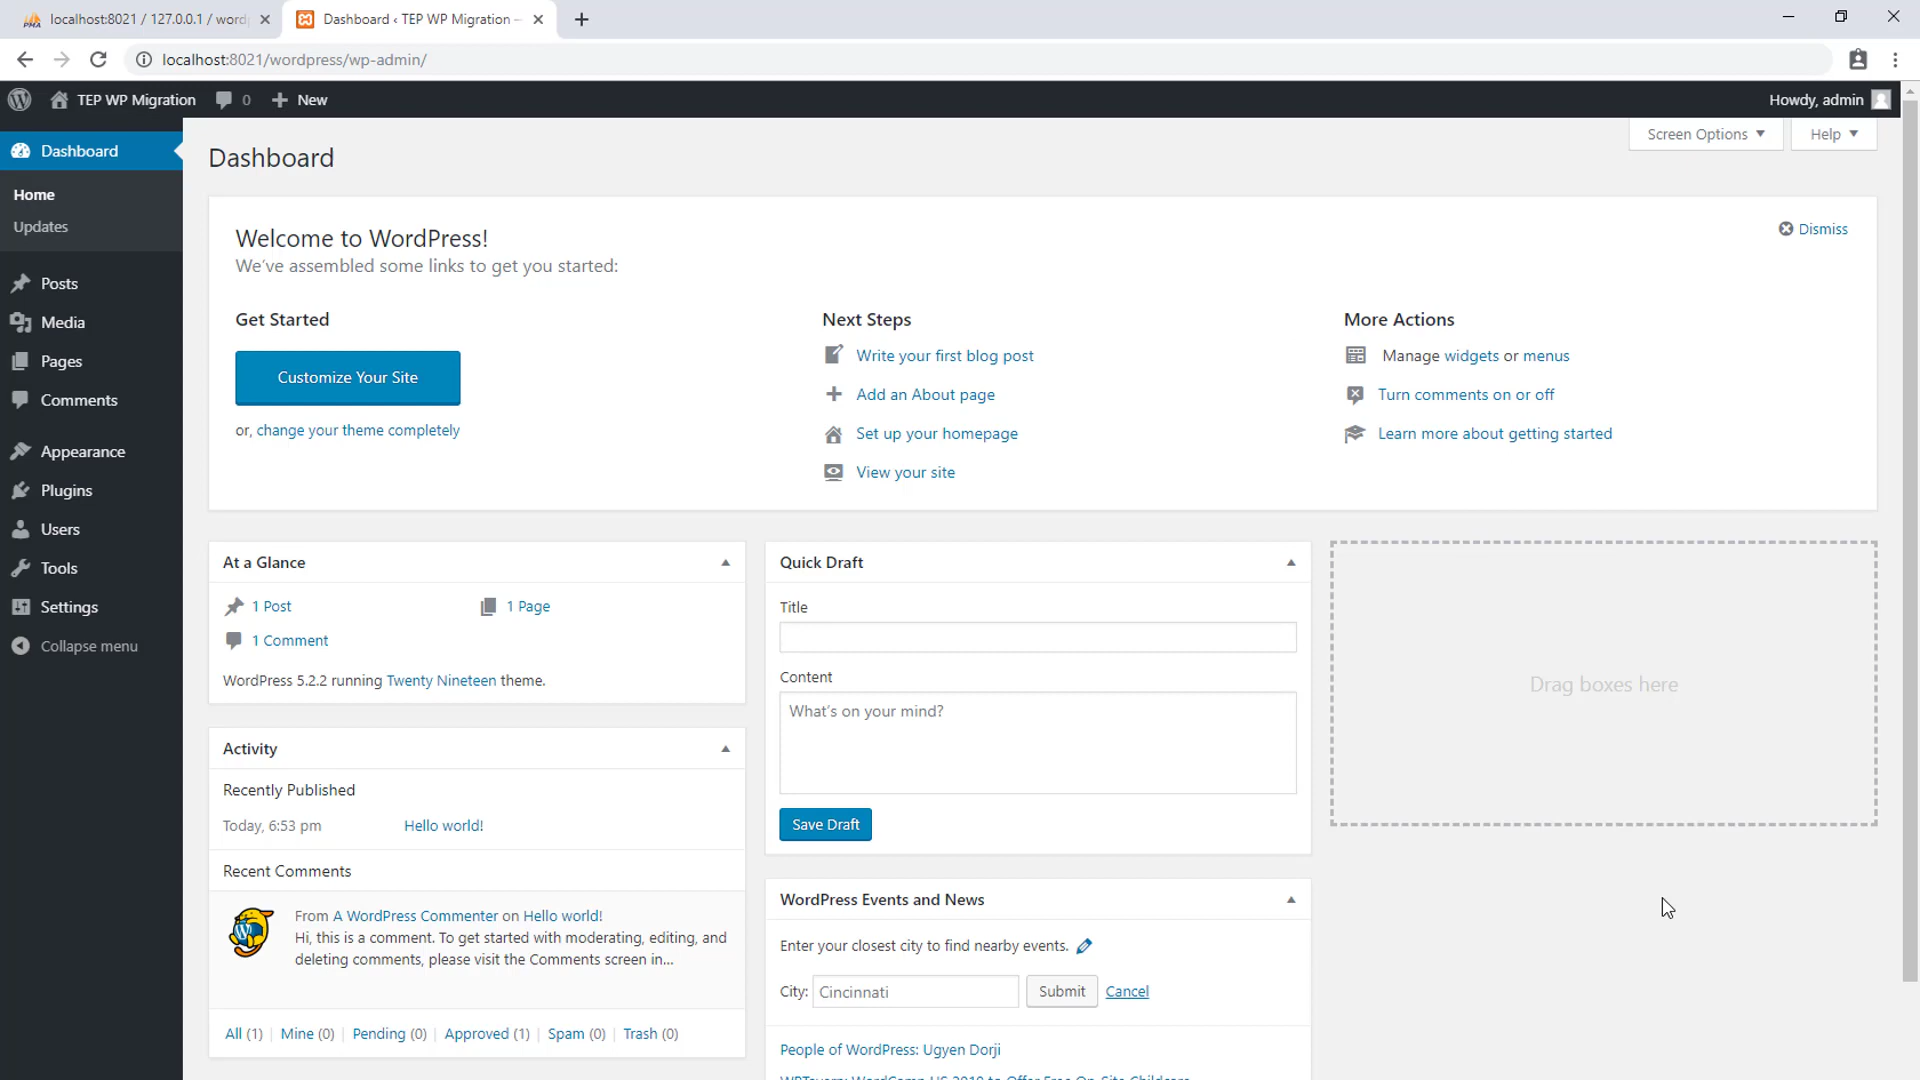 localhost:8021 / 127.0.0.1 / word
Dashboard ‹ TEP WP Migration –
localhost:8021/wordpress/wp-admin/
TEP WP Migration
0
New
Howdy, admin
Screen Options
Help
Dashboard
Home
Updates
Posts
Media
Pages
Comments
Appearance
Plugins
Users
Tools
Settings
Collapse menu
Dashboard
Welcome to WordPress!
We've assembled some links to get you started:
Dismiss
Get Started
Customize Your Site
or, change your theme completely
Next Steps
Write your first blog post
Add an About page
Set up your homepage
View your site
More Actions
Manage widgets or menus
Turn comments on or off
Learn more about getting started
At a Glance
1 Post
1 Page
1 Comment
WordPress 5.2.2 running Twenty Nineteen theme.
Activity
Recently Published
Today, 6:53 pm
Hello world!
Recent Comments
From A WordPress Commenter on Hello world!
Hi, this is a comment. To get started with moderating, editing, and
deleting comments, please visit the Comments screen in...
All (1) | Mine (0) | Pending (0) | Approved (1) | Spam (0) | Trash (0)
Quick Draft
Title
Content
What's on your mind?
Save Draft
WordPress Events and News
Enter your closest city to find nearby events.
City: Cincinnati
Submit
Cancel
People of WordPress: Ugyen Dorji
WPTavern: WordCamp US 2019 to Offer Free On-Site Childcare
Drag boxes here